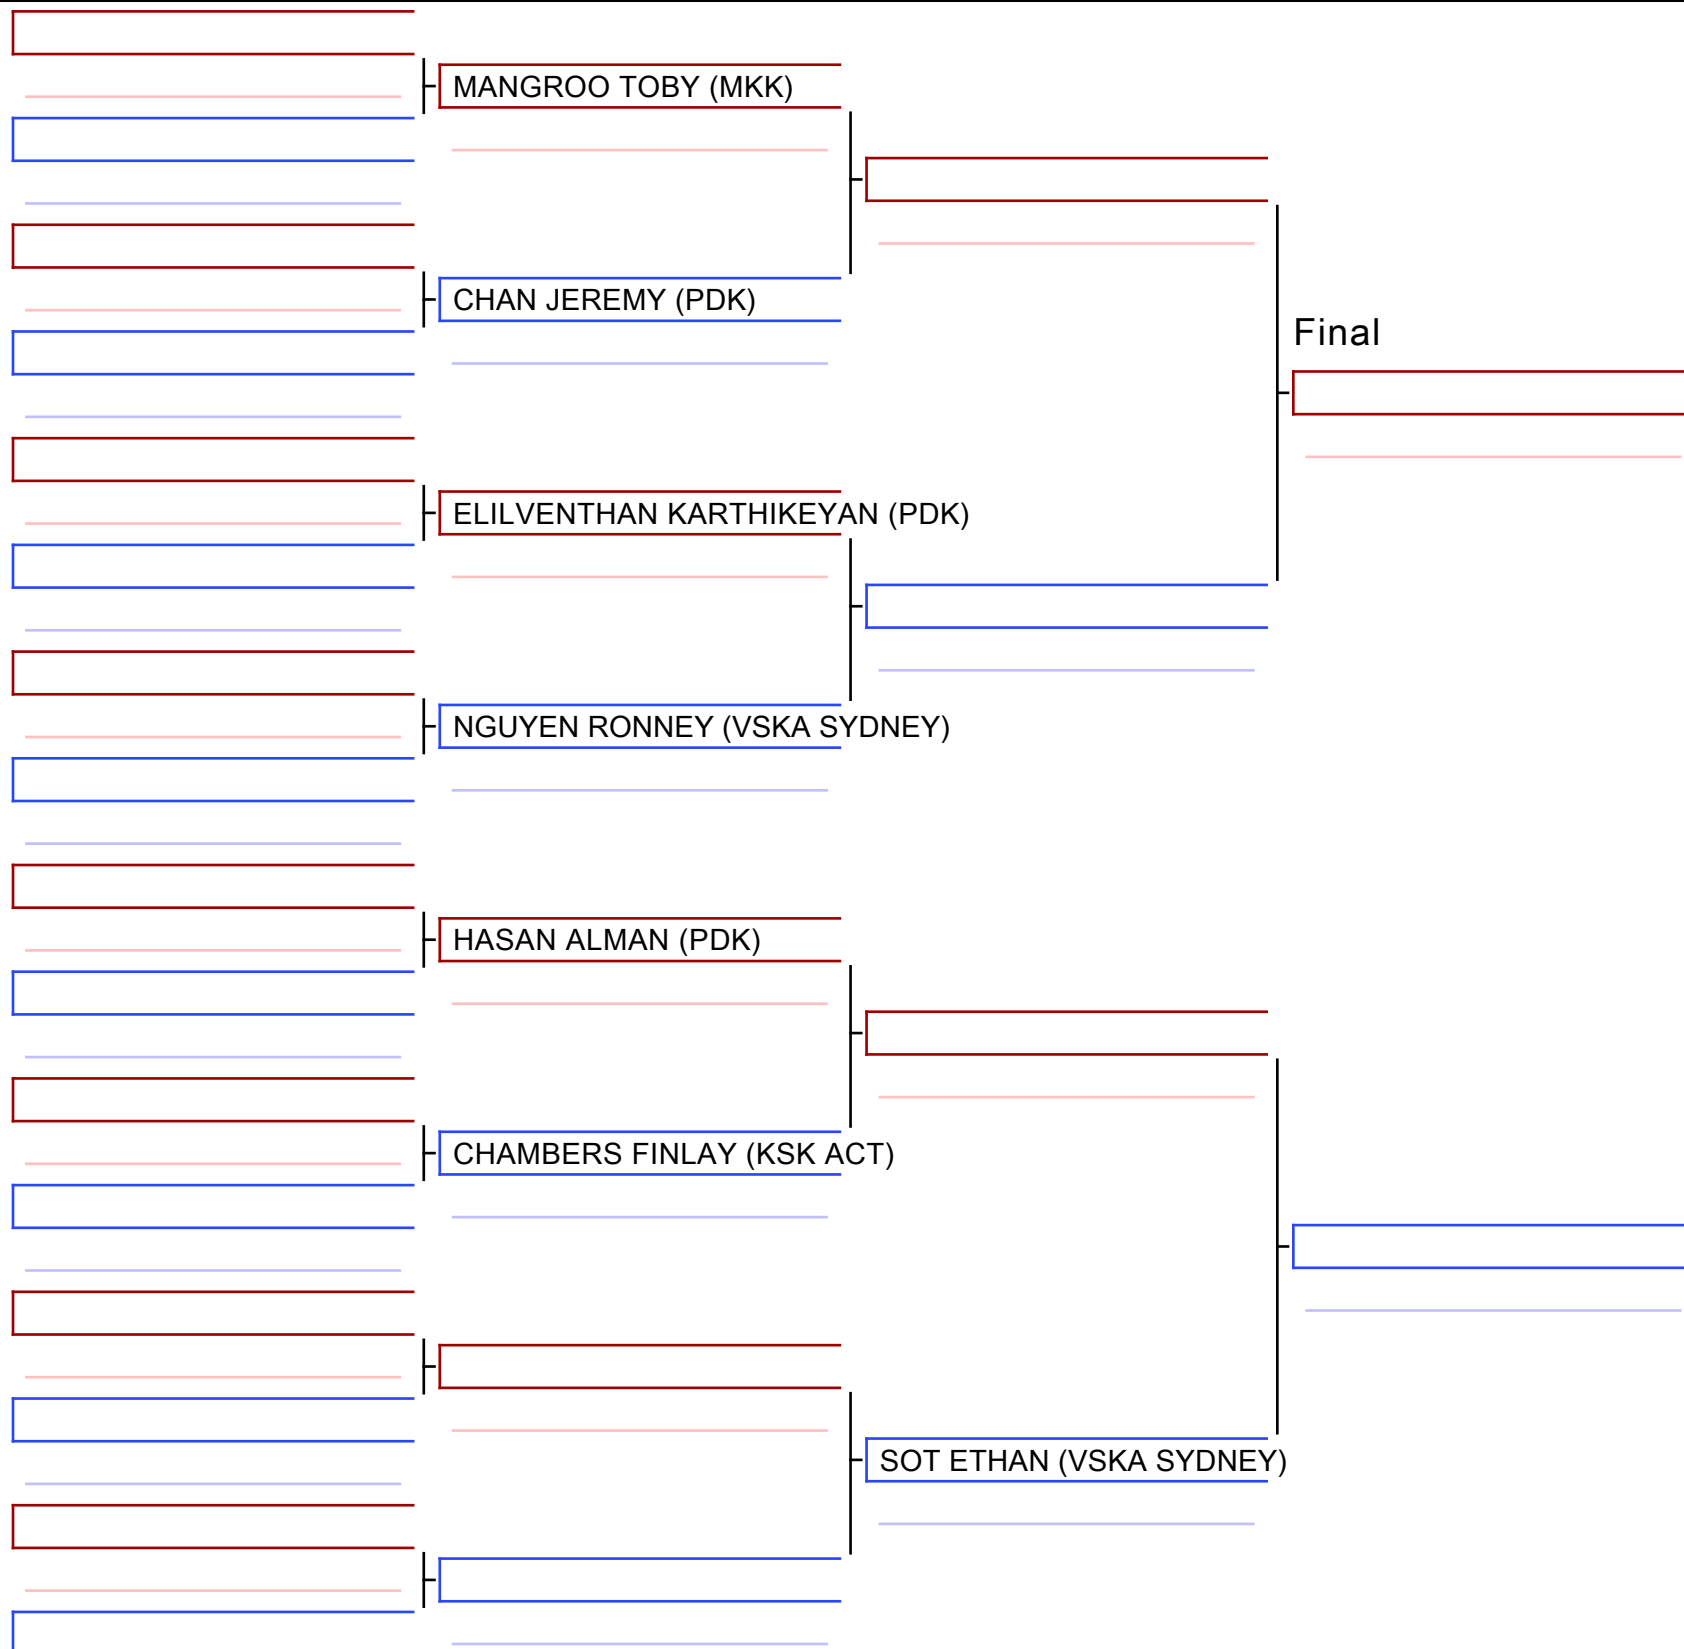 MANGROO TOBY (MKK)
CHAN JEREMY (PDK)
Final
ELILVENTHAN KARTHIKEYAN (PDK)
NGUYEN RONNEY (VSKA SYDNEY)
HASAN ALMAN (PDK)
CHAMBERS FINLAY (KSK ACT)
SOT ETHAN (VSKA SYDNEY)